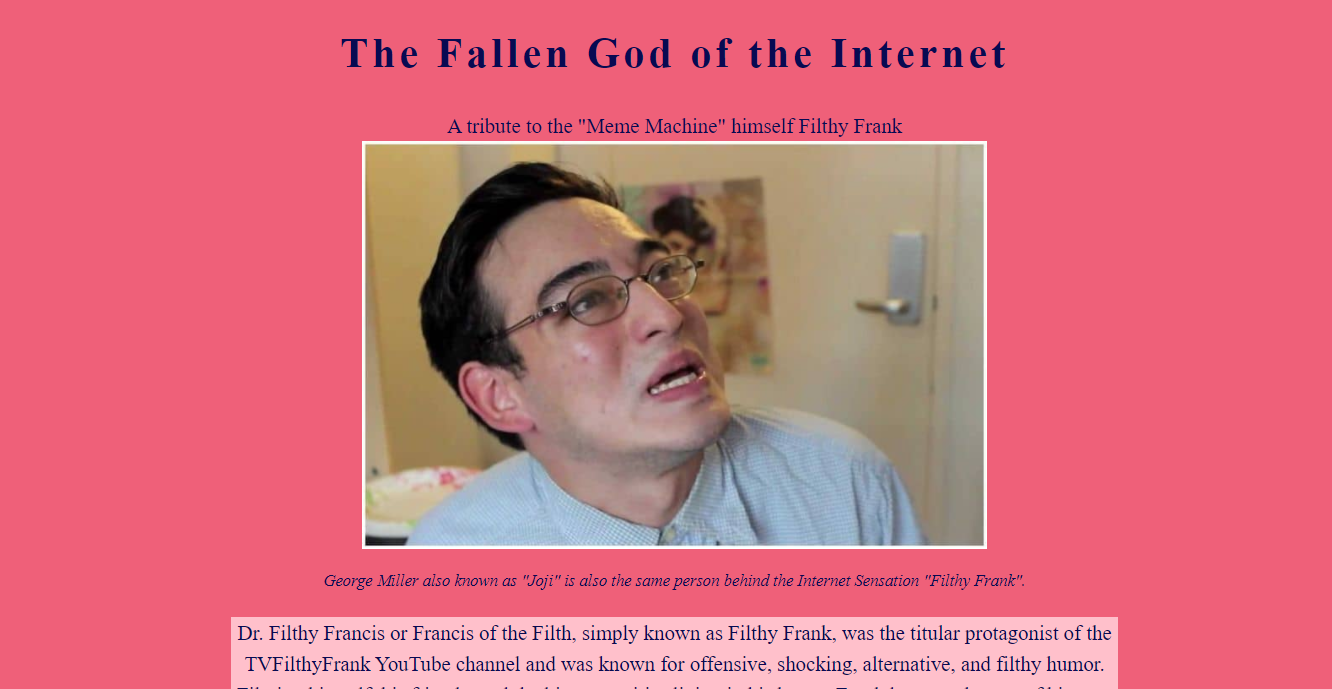 The Fallen God of the Internet
A tribute to the "Meme Machine" himself Filthy Frank
George Miller also known as "Joji" is also the same person behind the Internet Sensation "Filthy Frank".
Dr. Filthy Francis or Francis of the Filth, simply known as Filthy Frank, was the titular protagonist of the
TVFilthyFrank YouTube channel and was known for offensive, shocking, alternative, and filthy humor.